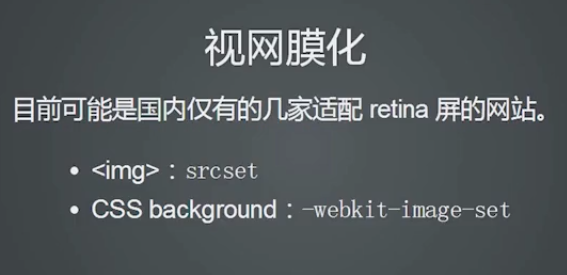 视网膜化
目前可能是国内仅有的几家适配 retina 屏的网站。
• <img>：srcset
• CSS background：-webkit-image-set